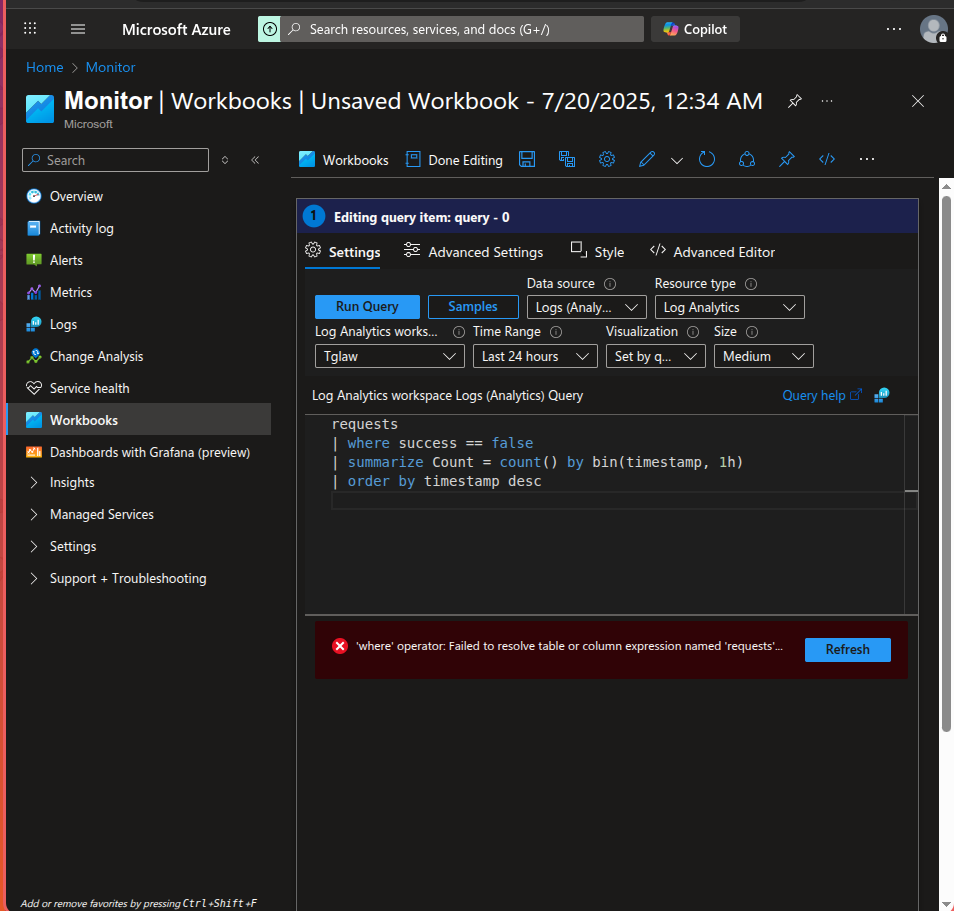 Microsoft Azure
Search resources, services, and docs (G+/)
Copilot
Home > Monitor
Monitor | Workbooks | Unsaved Workbook - 7/20/2025, 12:34 AM
Microsoft
Search
Workbooks
Done Editing
Overview
Activity log
Alerts
Metrics
Logs
Change Analysis
Service health
Workbooks
Dashboards with Grafana (preview)
Insights
Managed Services
Settings
Support + Troubleshooting
1 Editing query item: query - 0
Settings
Advanced Settings
Style
Advanced Editor
Data source
Resource type
Run Query
Samples
Logs (Analy...
Log Analytics
Log Analytics works...
Time Range
Visualization
Size
Tglaw
Last 24 hours
Set by q...
Medium
Log Analytics workspace Logs (Analytics) Query
Query help
requests
| where success == false
| summarize Count = count() by bin(timestamp, 1h)
| order by timestamp desc
'where' operator: Failed to resolve table or column expression named 'requests'...
Refresh
Add or remove favorites by pressing Ctrl+Shift+F